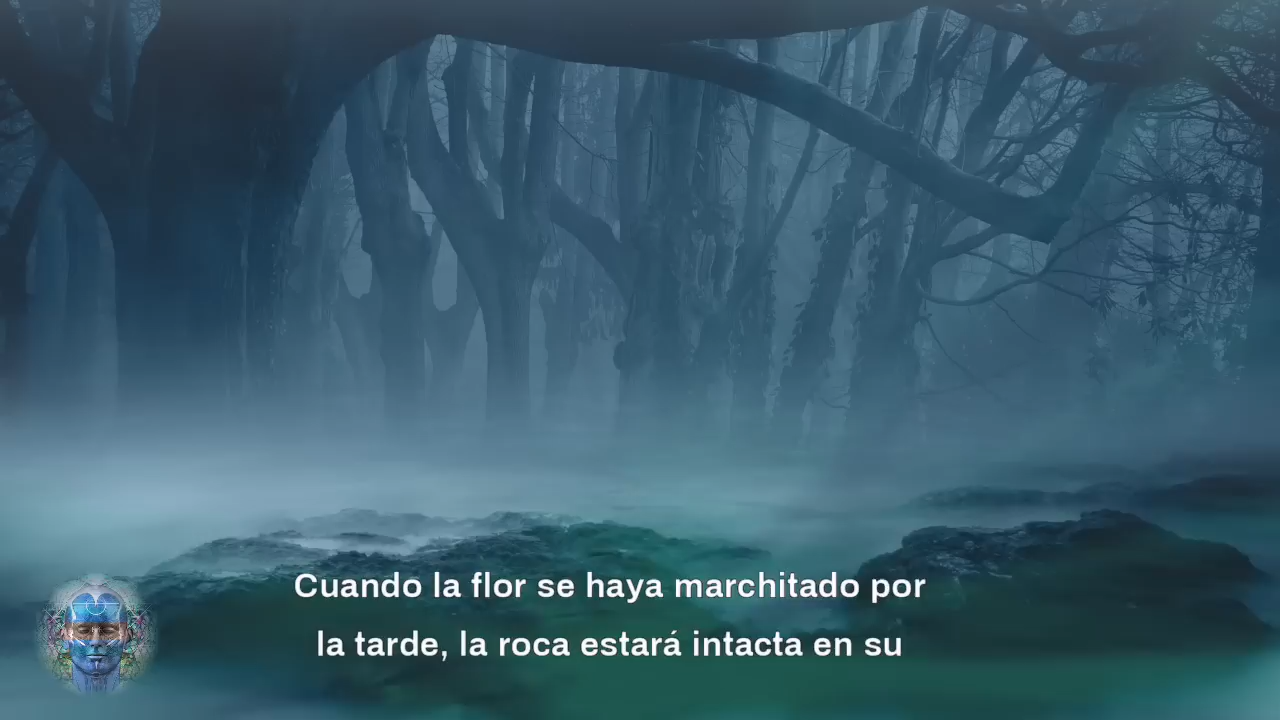 Cuando la flor se haya marchitado por
la tarde, la roca estará intacta en su